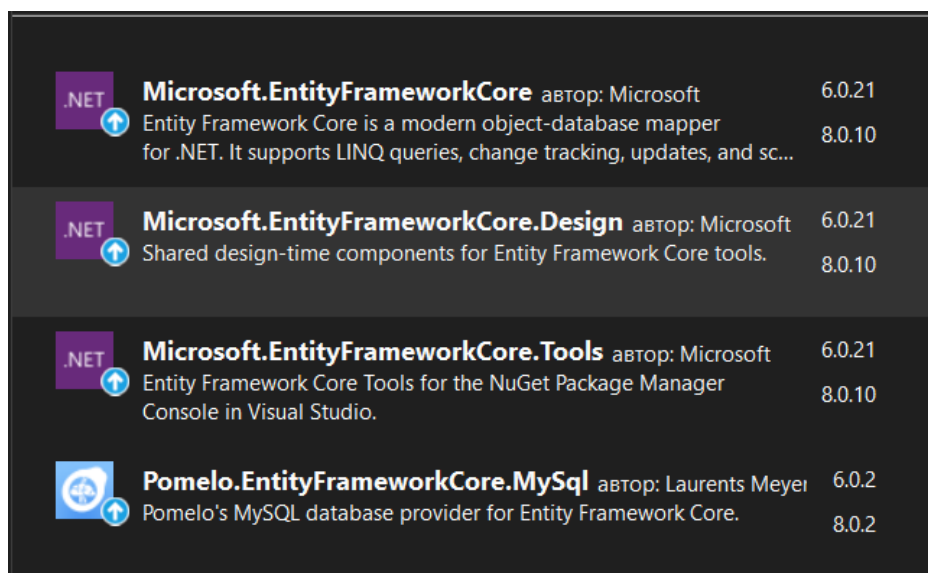 .NET
Microsoft.EntityFrameworkCore автор: Microsoft 6.0.21
Entity Framework Core is a modern object-database mapper 8.0.10
for .NET. It supports LINQ queries, change tracking, updates, and sc...
.NET
Microsoft.EntityFrameworkCore.Design автор: Microsoft 6.0.21
Shared design-time components for Entity Framework Core tools. 8.0.10
.NET
Microsoft.EntityFrameworkCore.Tools автор: Microsoft 6.0.21
Entity Framework Core Tools for the NuGet Package Manager 8.0.10
Console in Visual Studio.
Pomelo.EntityFrameworkCore.MySql автор: Laurents Meyer 6.0.2
Pomelo's MySQL database provider for Entity Framework Core. 8.0.2